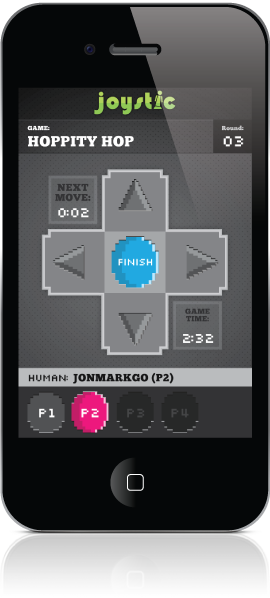 joystic
GAME:
HOPPITY HOP
Round:
03
NEXT
MOVE:
0:02
FINISH
GAME
TIME:
2:32
HUMAN: JONMARKGO (P2)
P1 P2 P3 P4